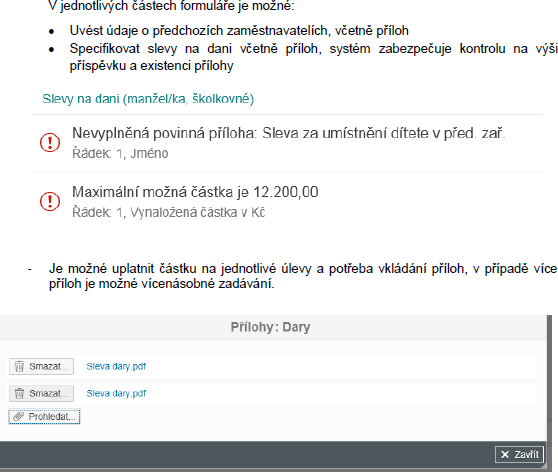 V jednotlivých částech formuláře je možné:
• Uvést údaje o předchozích zaměstnavatelích, včetně příloh
• Specifikovat slevy na dani včetně příloh, systém zabezpečuje kontrolu na výši
příspěvku a existenci přílohy
Slevy na dani (manžel/ka, školkovné)
Nevyplněná povinná příloha: Sleva za umístnění dítete v před. zař.
Řádek: 1, Jméno
Maximální možná částka je 12.200,00
Řádek: 1, Vynaložená částka v Kč
- Je možné uplatnit částku na jednotlivé úlevy a potřeba vkládání příloh, v případě více
příloh je možné vícenásobné zadávání.
Přílohy: Dary
Smazat... Sleva dary.pdf
Smazat... Sleva dary.pdf
Prohledat...
Zavřít